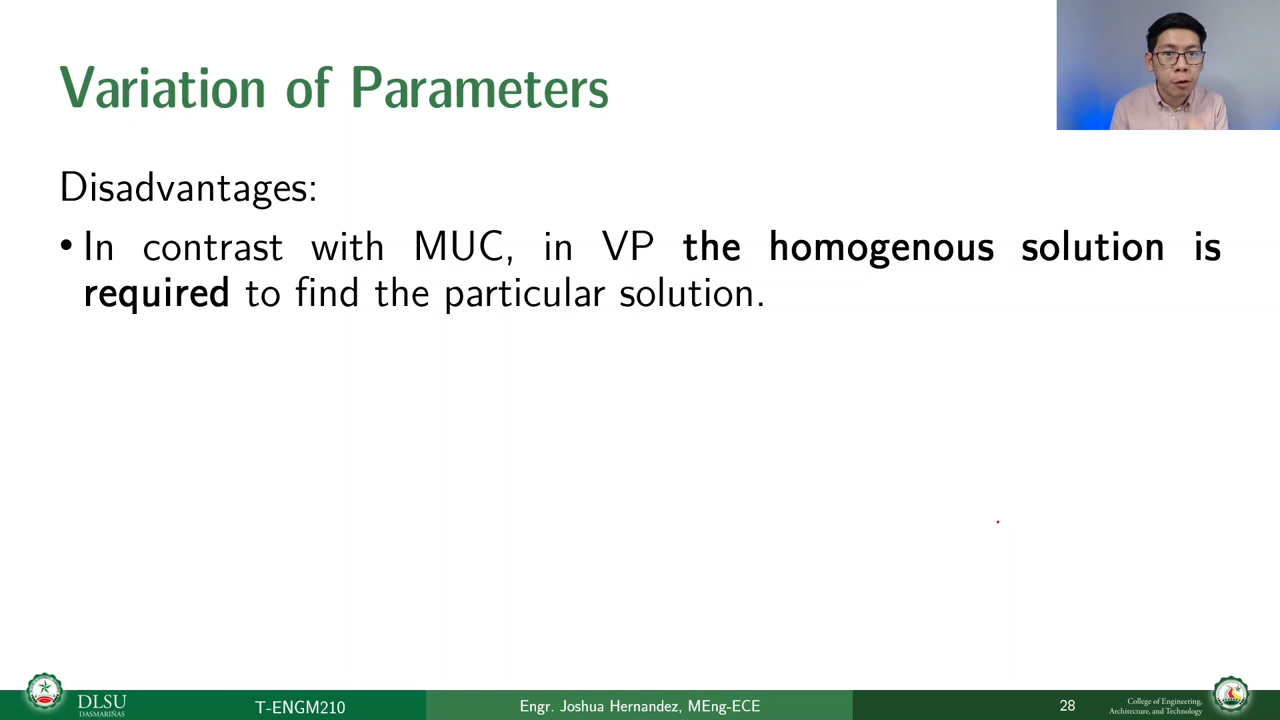 Variation of Parameters
Disadvantages:
• In contrast with MUC, in VP the homogenous solution is
required to find the particular solution.
DLSU
DASMARIÑAS
T-ENGM210
Engr. Joshua Hernandez, MEng-ECE
28
College of Engineering,
Architecture, and Technology